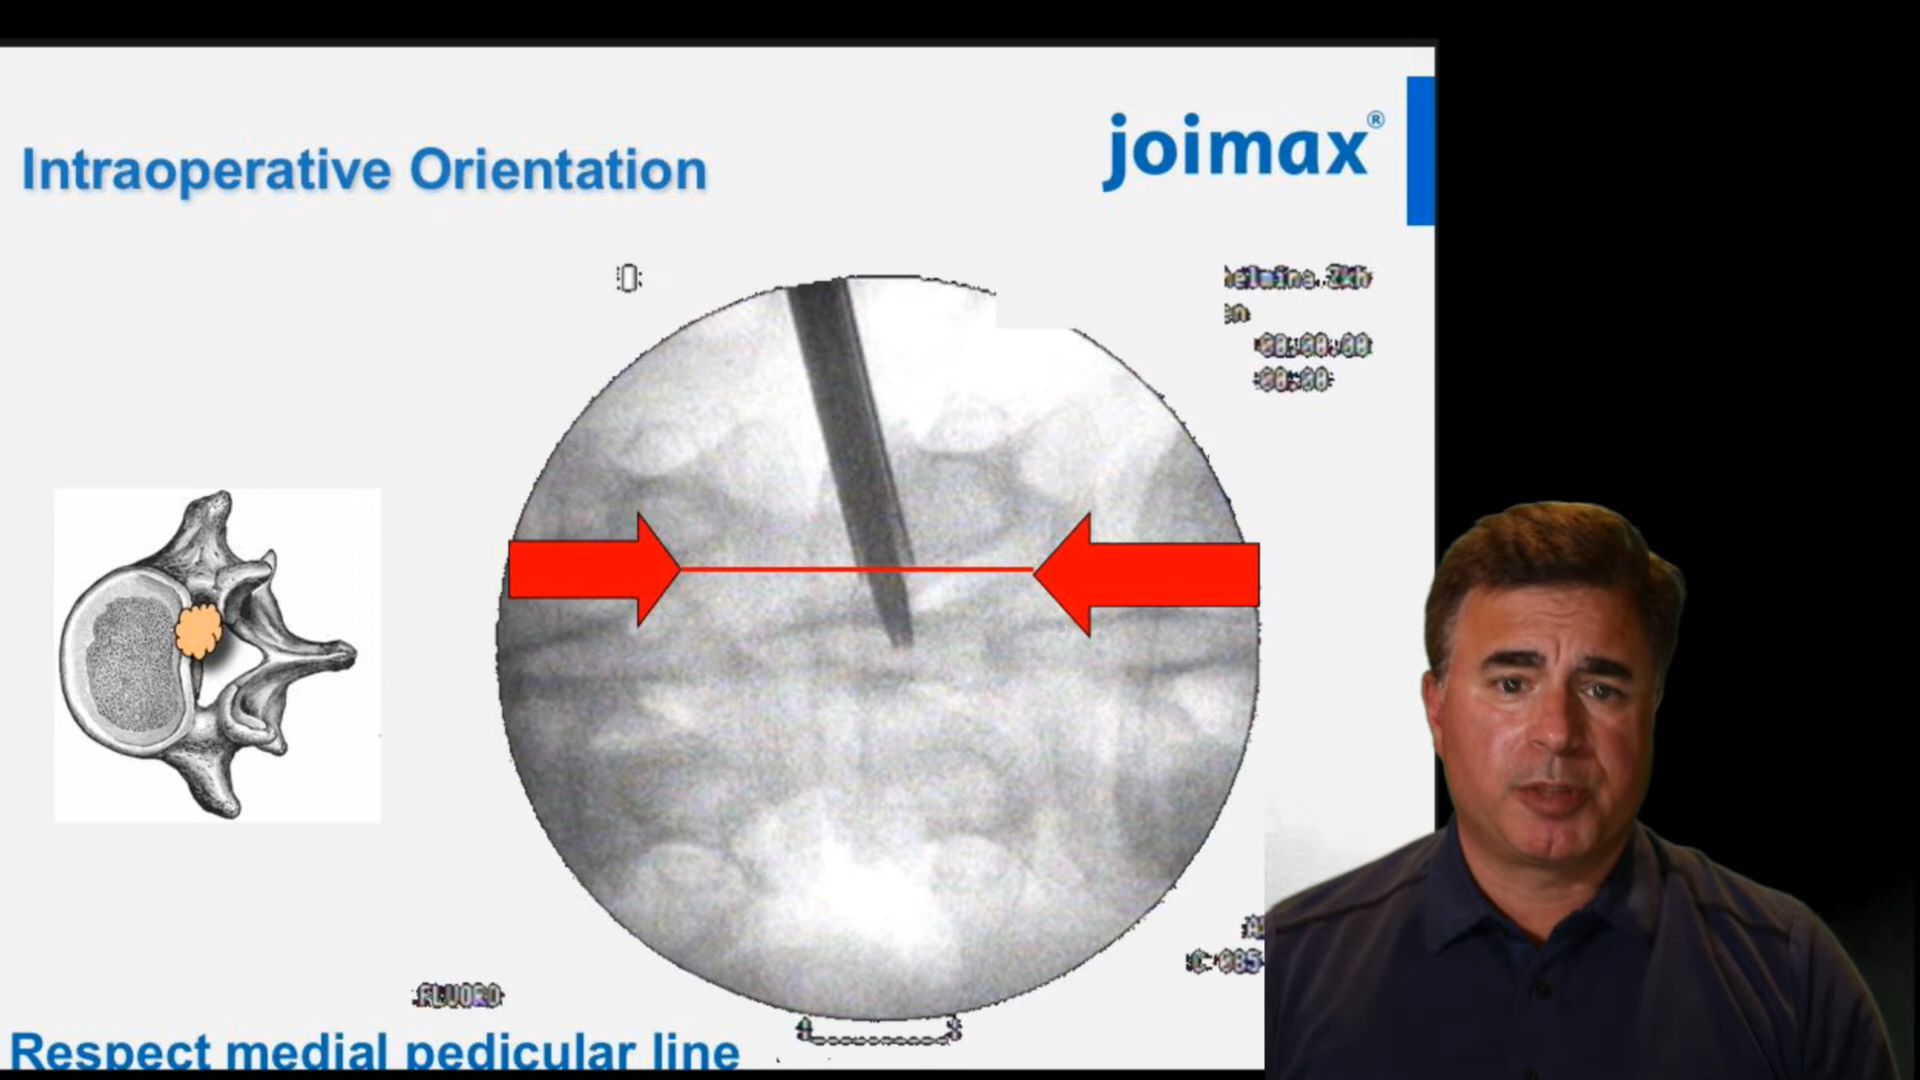 joimax®
Intraoperative Orientation
FLUORO
Respect medial pedicular line